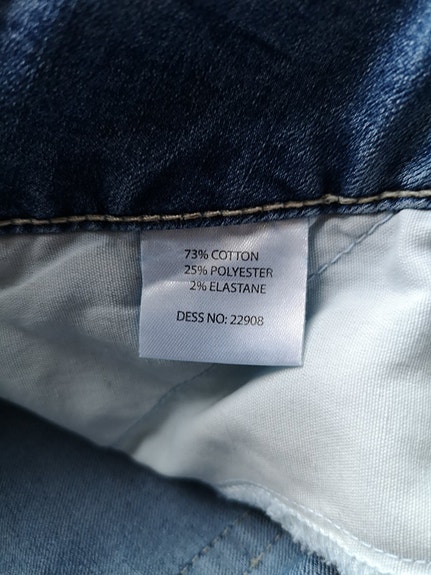 73% COTTON
25% POLYESTER
2% ELASTANE
DESS NO: 22908